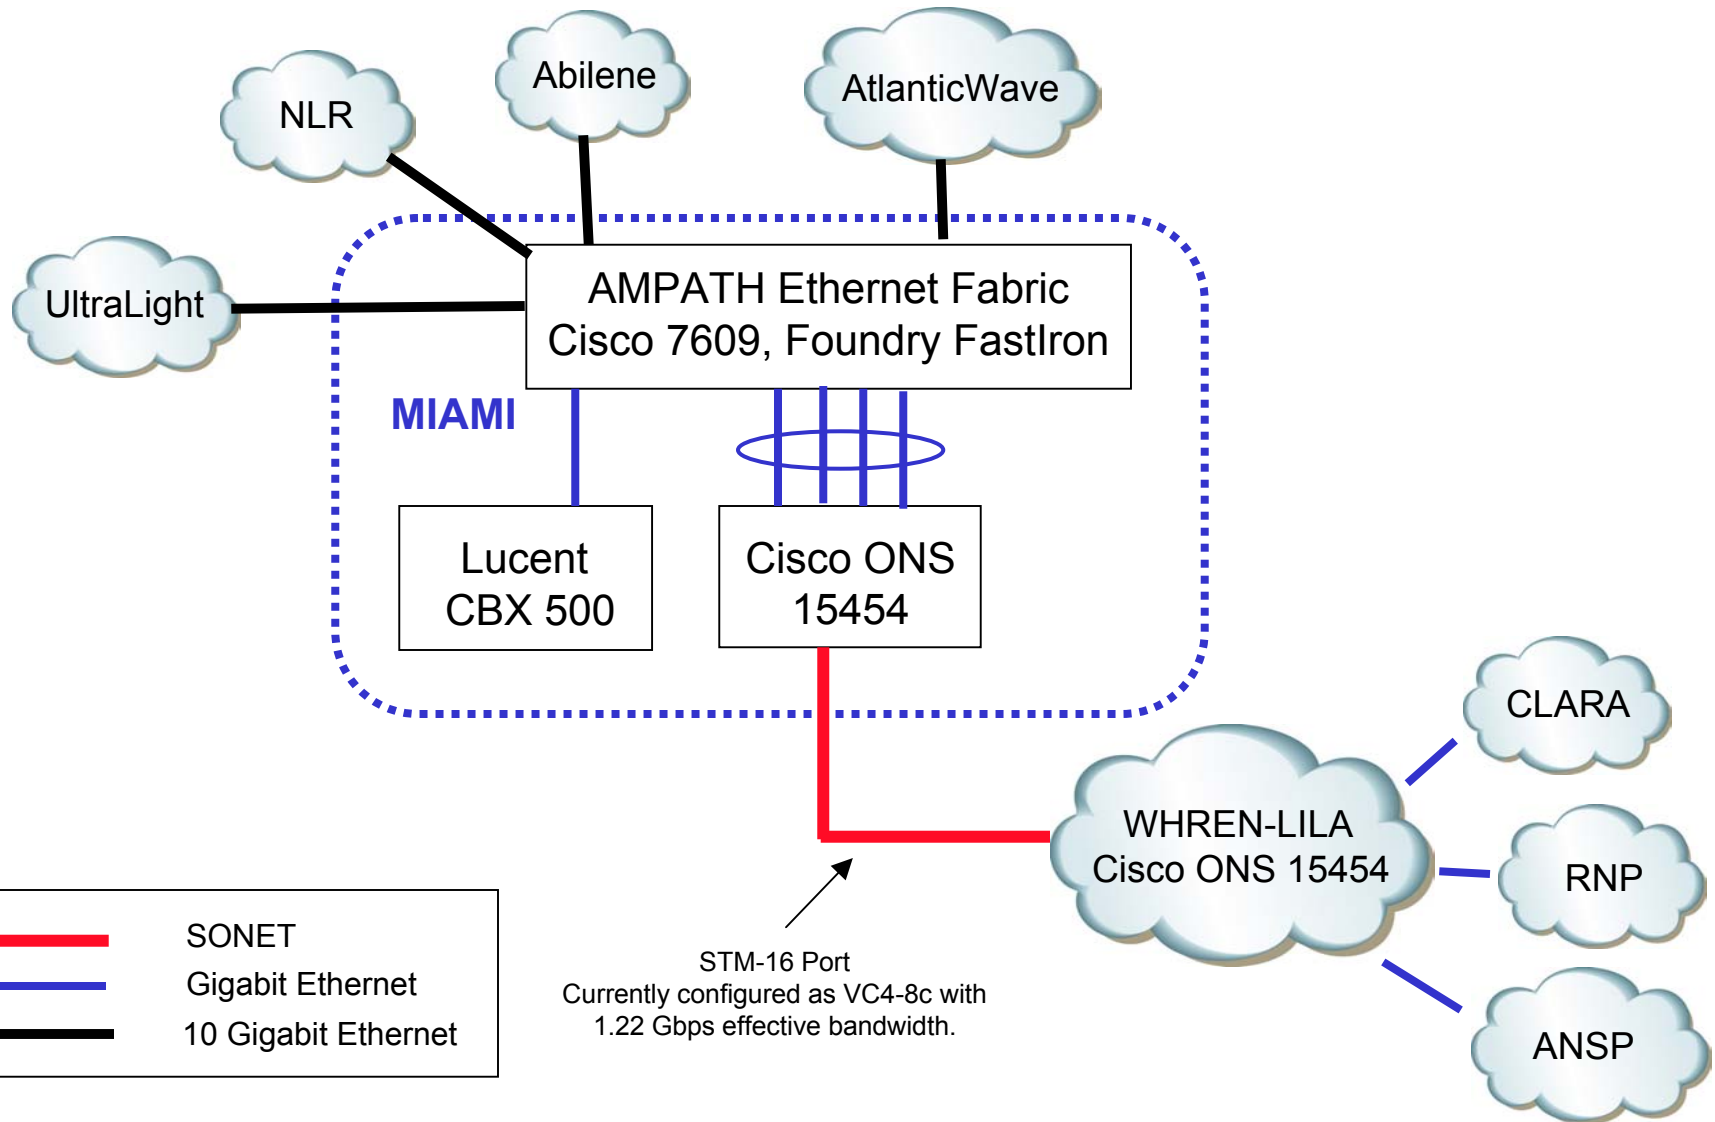 Abilene
AtlanticWave
NLR
UltraLight
AMPATH Ethernet Fabric
Cisco 7609, Foundry FastIron
MIAMI
Lucent
CBX 500
Cisco ONS
15454
CLARA
WHREN-LILA
Cisco ONS 15454
RNP
ANSP
SONET
Gigabit Ethernet
10 Gigabit Ethernet
STM-16 Port
Currently configured as VC4-8c with
1.22 Gbps effective bandwidth.